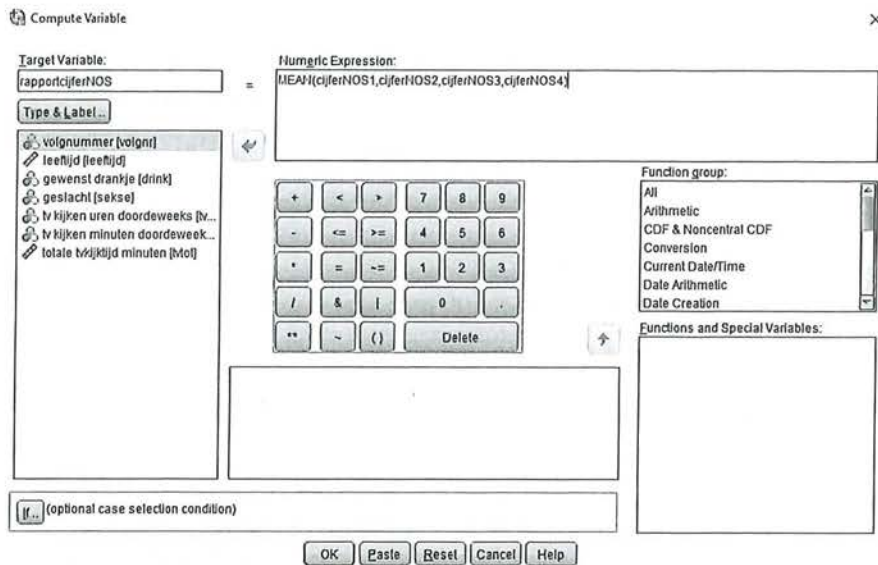 Compute Variable
Target Variable:
rapportcijferNOS
=
Numeric Expression:
MEAN(cijferNOS1,cijferNOS2,cijferNOS3,cijferNOS4)
Type & Label...
volgnummer [volgnr]
leeftijd [leeftijd]
gewenst drankje [drink]
geslacht [sekse]
tv kijken uren doordeweeks [tv...
tv kijken minuten doordeweek...
totale tvkijktijd minuten [tvtot]
+ < > 7 8 9
- <= >= 4 5 6
* = ~= 1 2 3
/ & | 0 .
** ~ ( ) Delete
Function group:
All
Arithmetic
CDF & Noncentral CDF
Conversion
Current Date/Time
Date Arithmetic
Date Creation
Functions and Special Variables:
If... (optional case selection condition)
OK Paste Reset Cancel Help